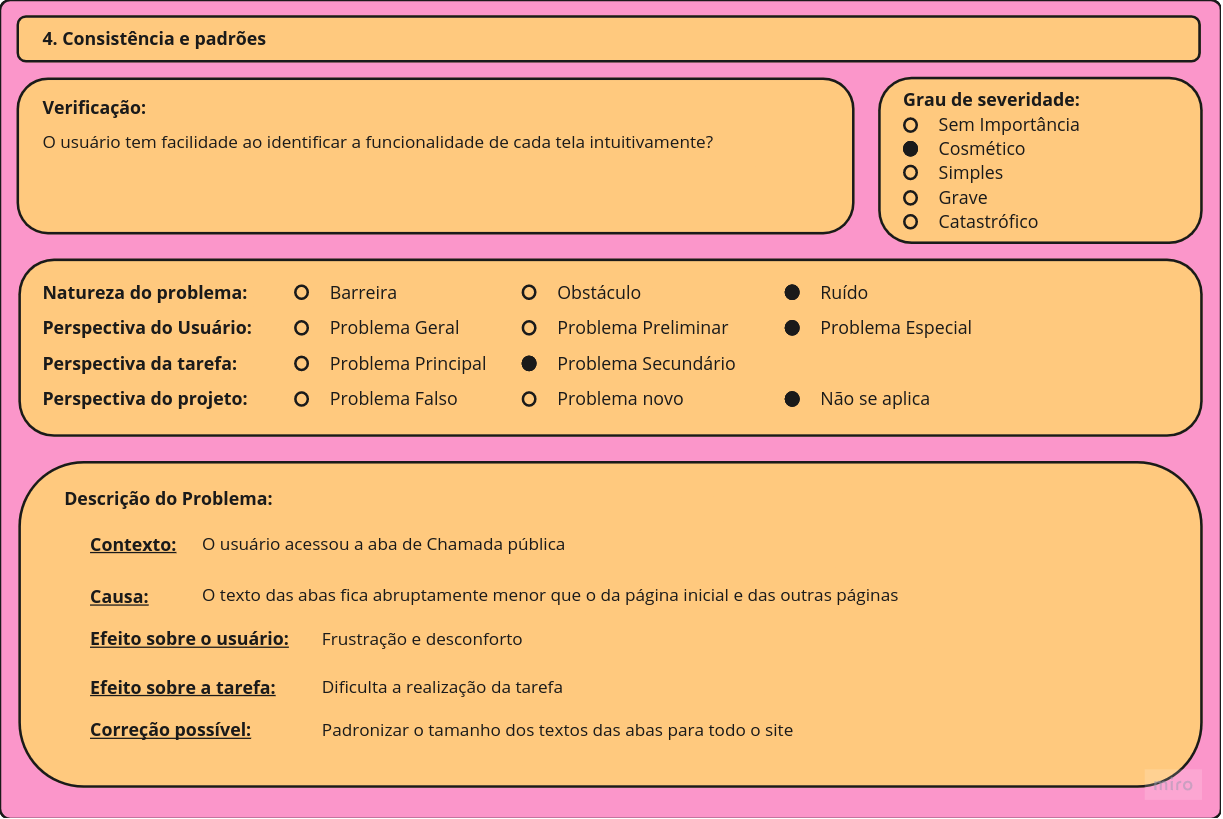 4. Consistência e padrões
Verificação:
O usuário tem facilidade ao identificar a funcionalidade de cada tela intuitivamente?
Grau de severidade:
Sem Importância
Cosmético
Simples
Grave
Catastrófico
Natureza do problema: Barreira Obstáculo Ruído
Perspectiva do Usuário: Problema Geral Problema Preliminar Problema Especial
Perspectiva da tarefa: Problema Principal Problema Secundário
Perspectiva do projeto: Problema Falso Problema novo Não se aplica
Descrição do Problema:
Contexto: O usuário acessou a aba de Chamada pública
Causa: O texto das abas fica abruptamente menor que o da página inicial e das outras páginas
Efeito sobre o usuário: Frustração e desconforto
Efeito sobre a tarefa: Dificulta a realização da tarefa
Correção possível: Padronizar o tamanho dos textos das abas para todo o site
miro